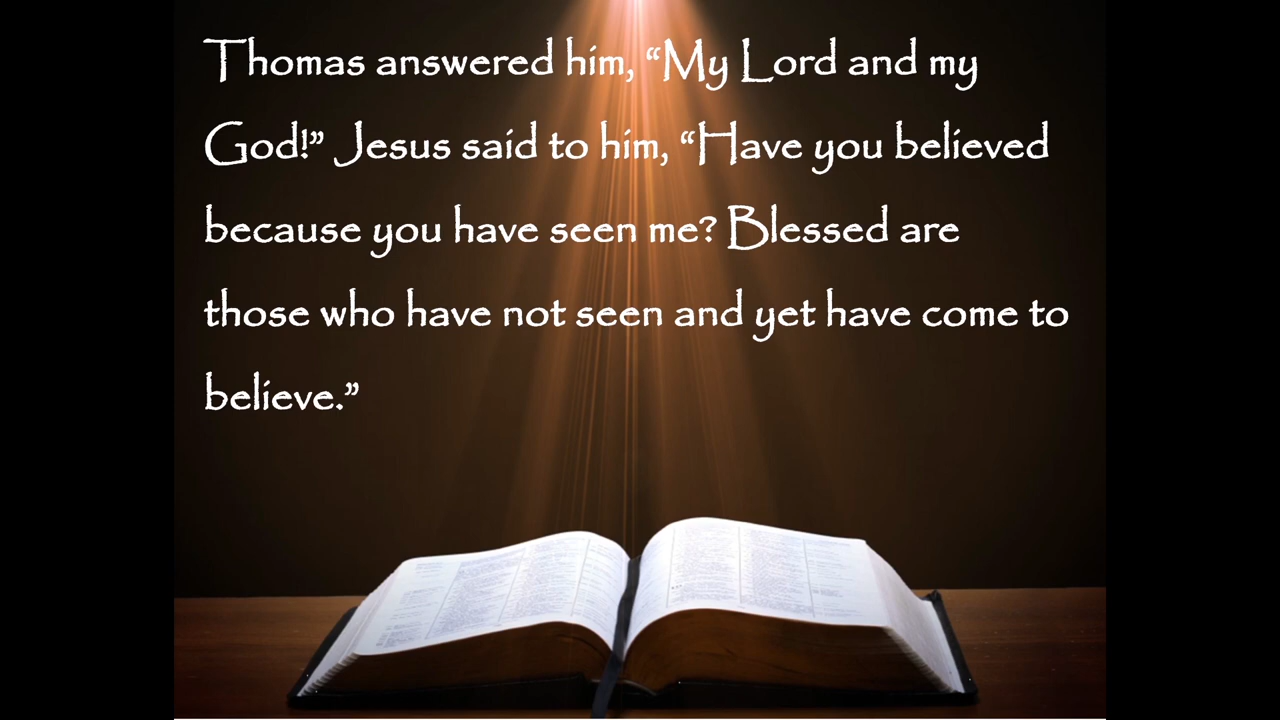 Thomas answered him, “My Lord and my
God!” Jesus said to him, “Have you believed
because you have seen me? Blessed are
those who have not seen and yet have come to
believe.”